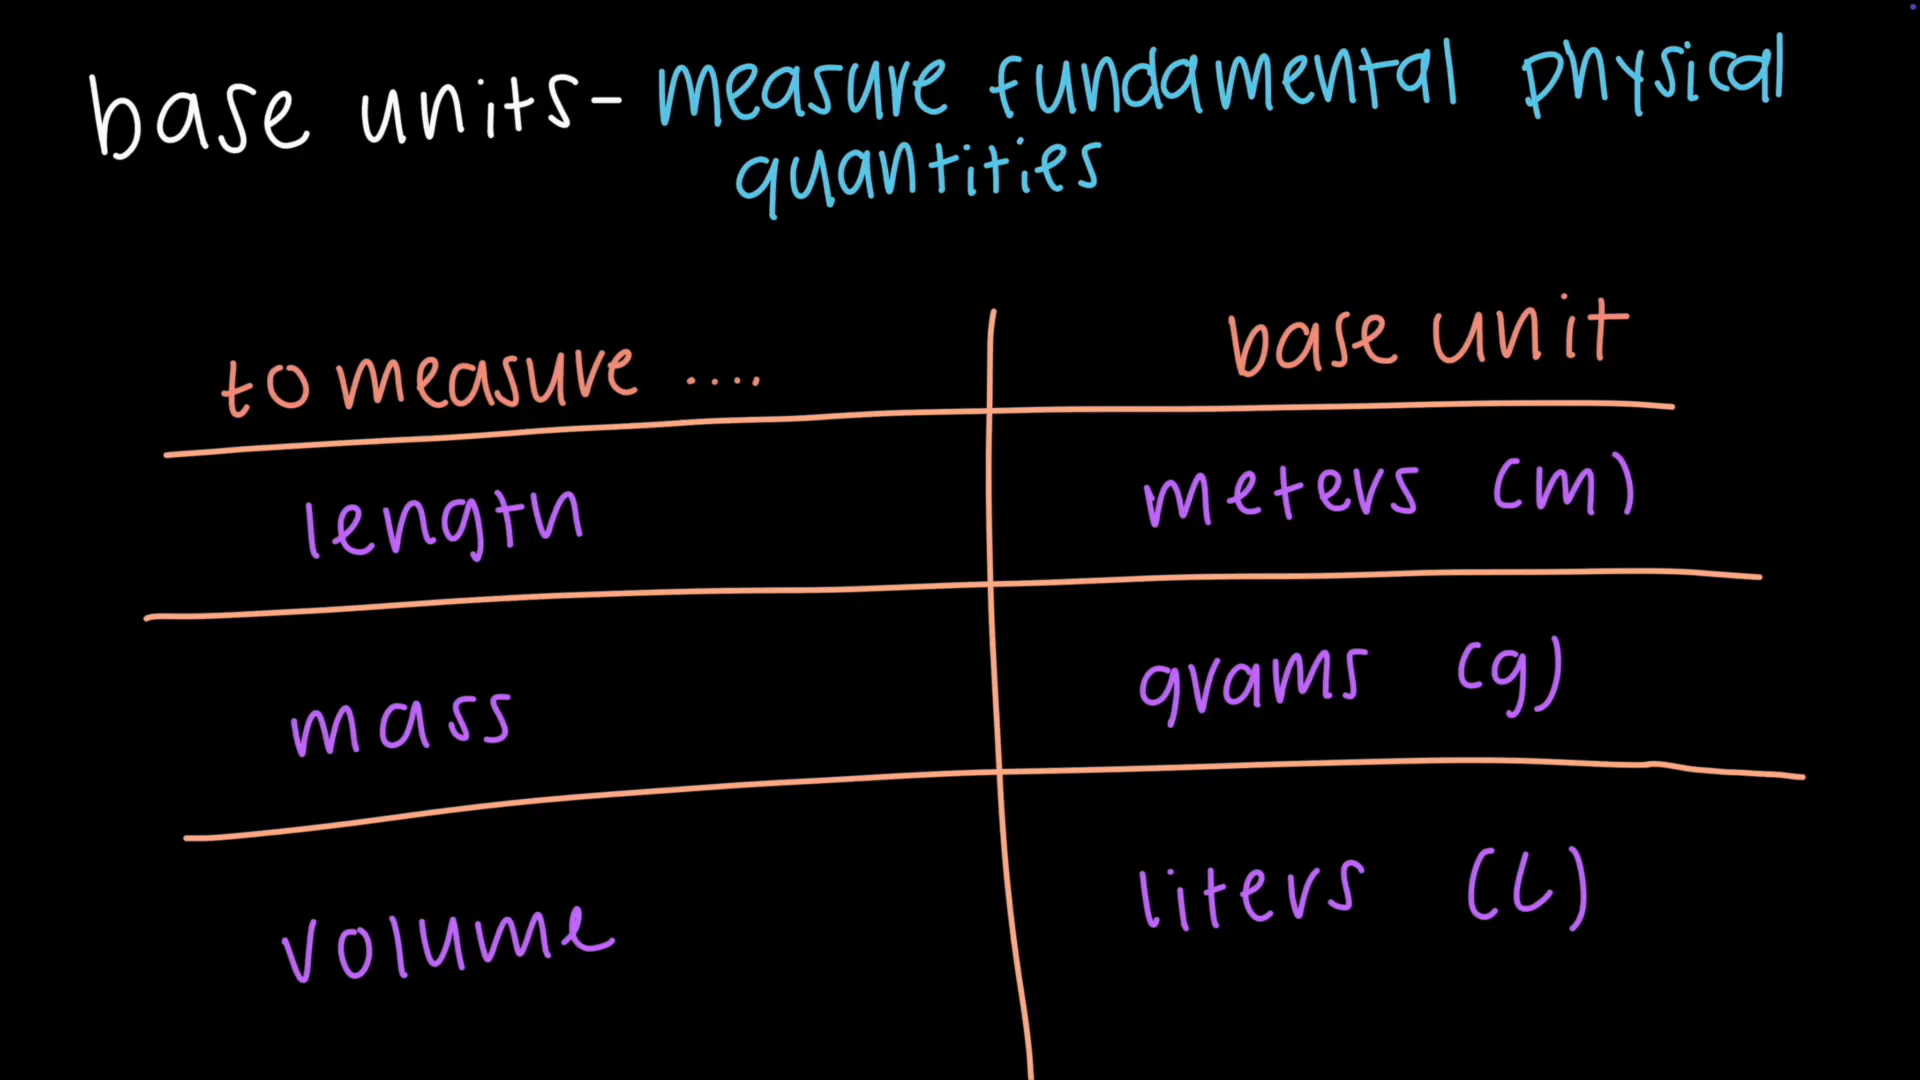 base units- measure fundamental physical
quantities
to measure .... base unit
length meters (m)
mass grams (g)
volume liters (L)